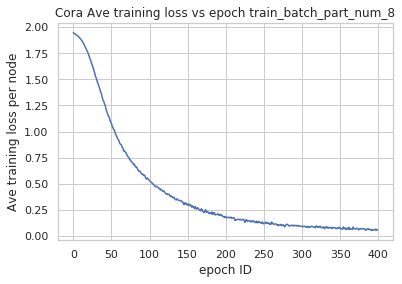 Cora Ave training loss vs epoch train_batch_part_num_8
2.00
1.75
1.50
1.25
1.00
0.75
0.50
0.25
0.00
Ave training loss per node
0 50 100 150 200 250 300 350 400
epoch ID